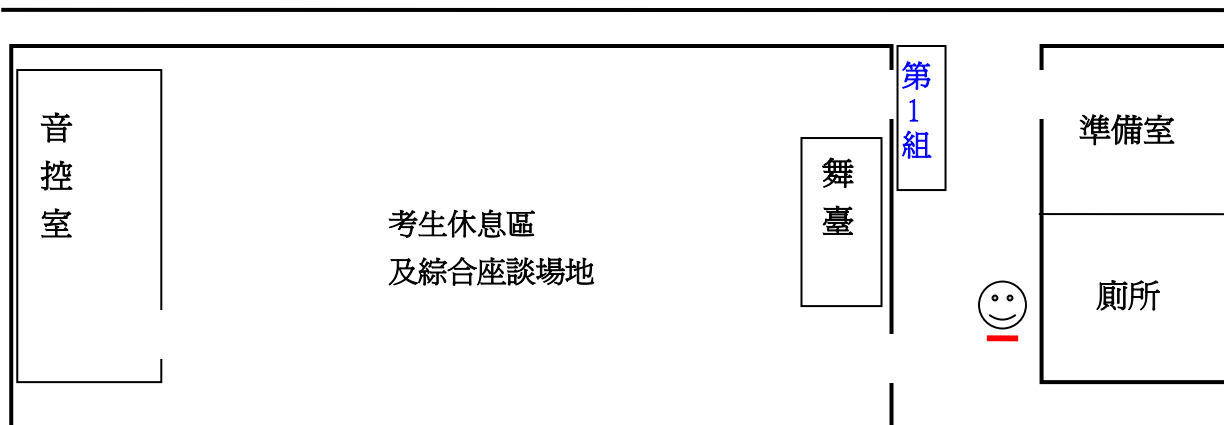 音控室
考生休息區
及綜合座談場地
舞臺
第1組
準備室
廁所